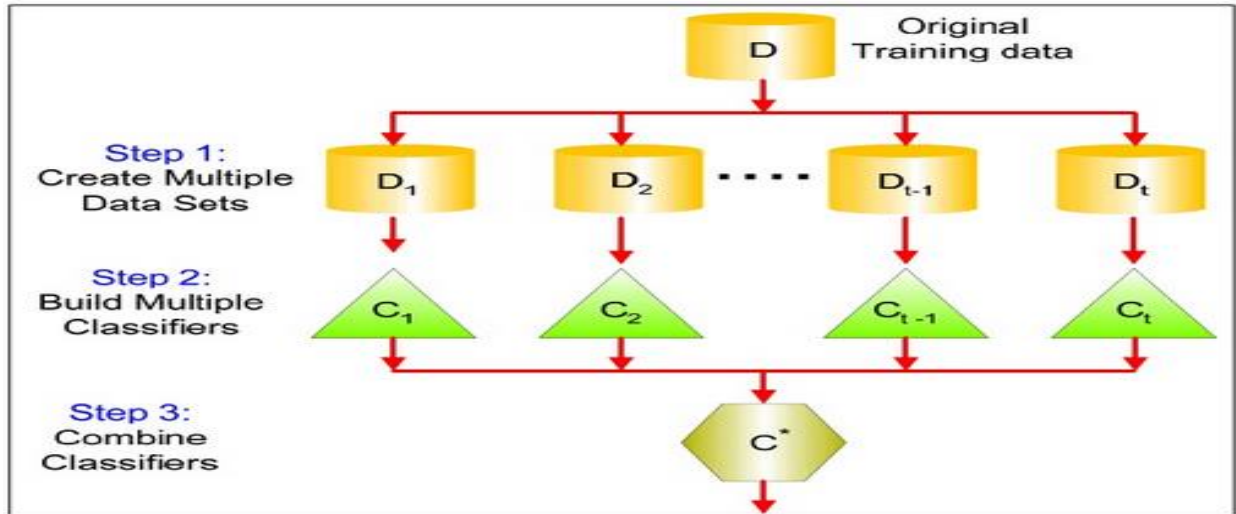 D
Original
Training data
Step 1:
Create Multiple
Data Sets
D₁
D₂
....
Dₜ₋₁
Dₜ
Step 2:
Build Multiple
Classifiers
C₁
C₂
Cₜ₋₁
Cₜ
Step 3:
Combine
Classifiers
C*